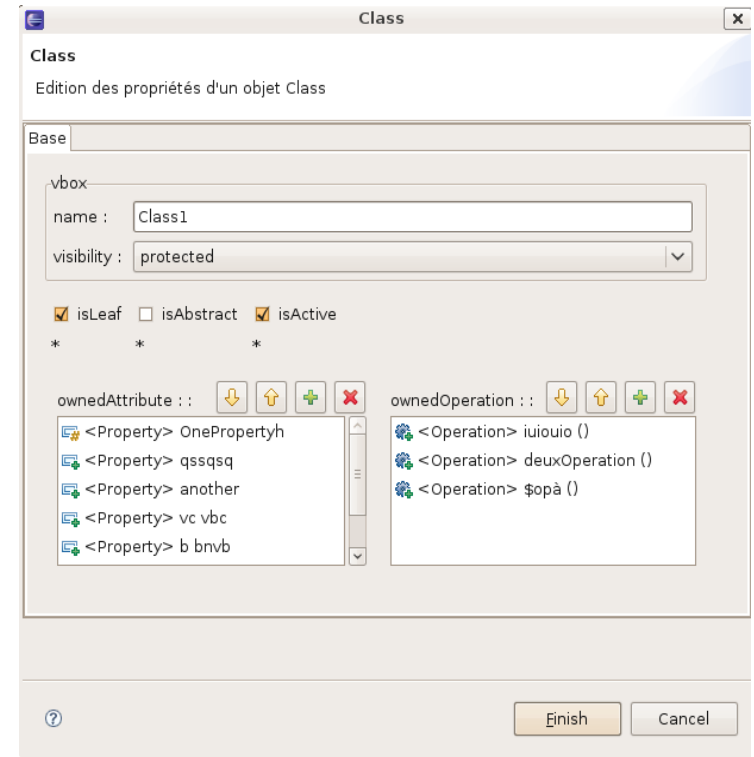 Class
Class
Edition des propriétés d'un objet Class
Base
vbox
name : Class1
visibility : protected
isLeaf isAbstract isActive
* * *
ownedAttribute : :
<Property> OnePropertyh
<Property> qssqsq
<Property> another
<Property> vc vbc
<Property> b bnvb
ownedOperation : :
<Operation> iuiouio ()
<Operation> deuxOperation ()
<Operation> $opà ()
Finish Cancel